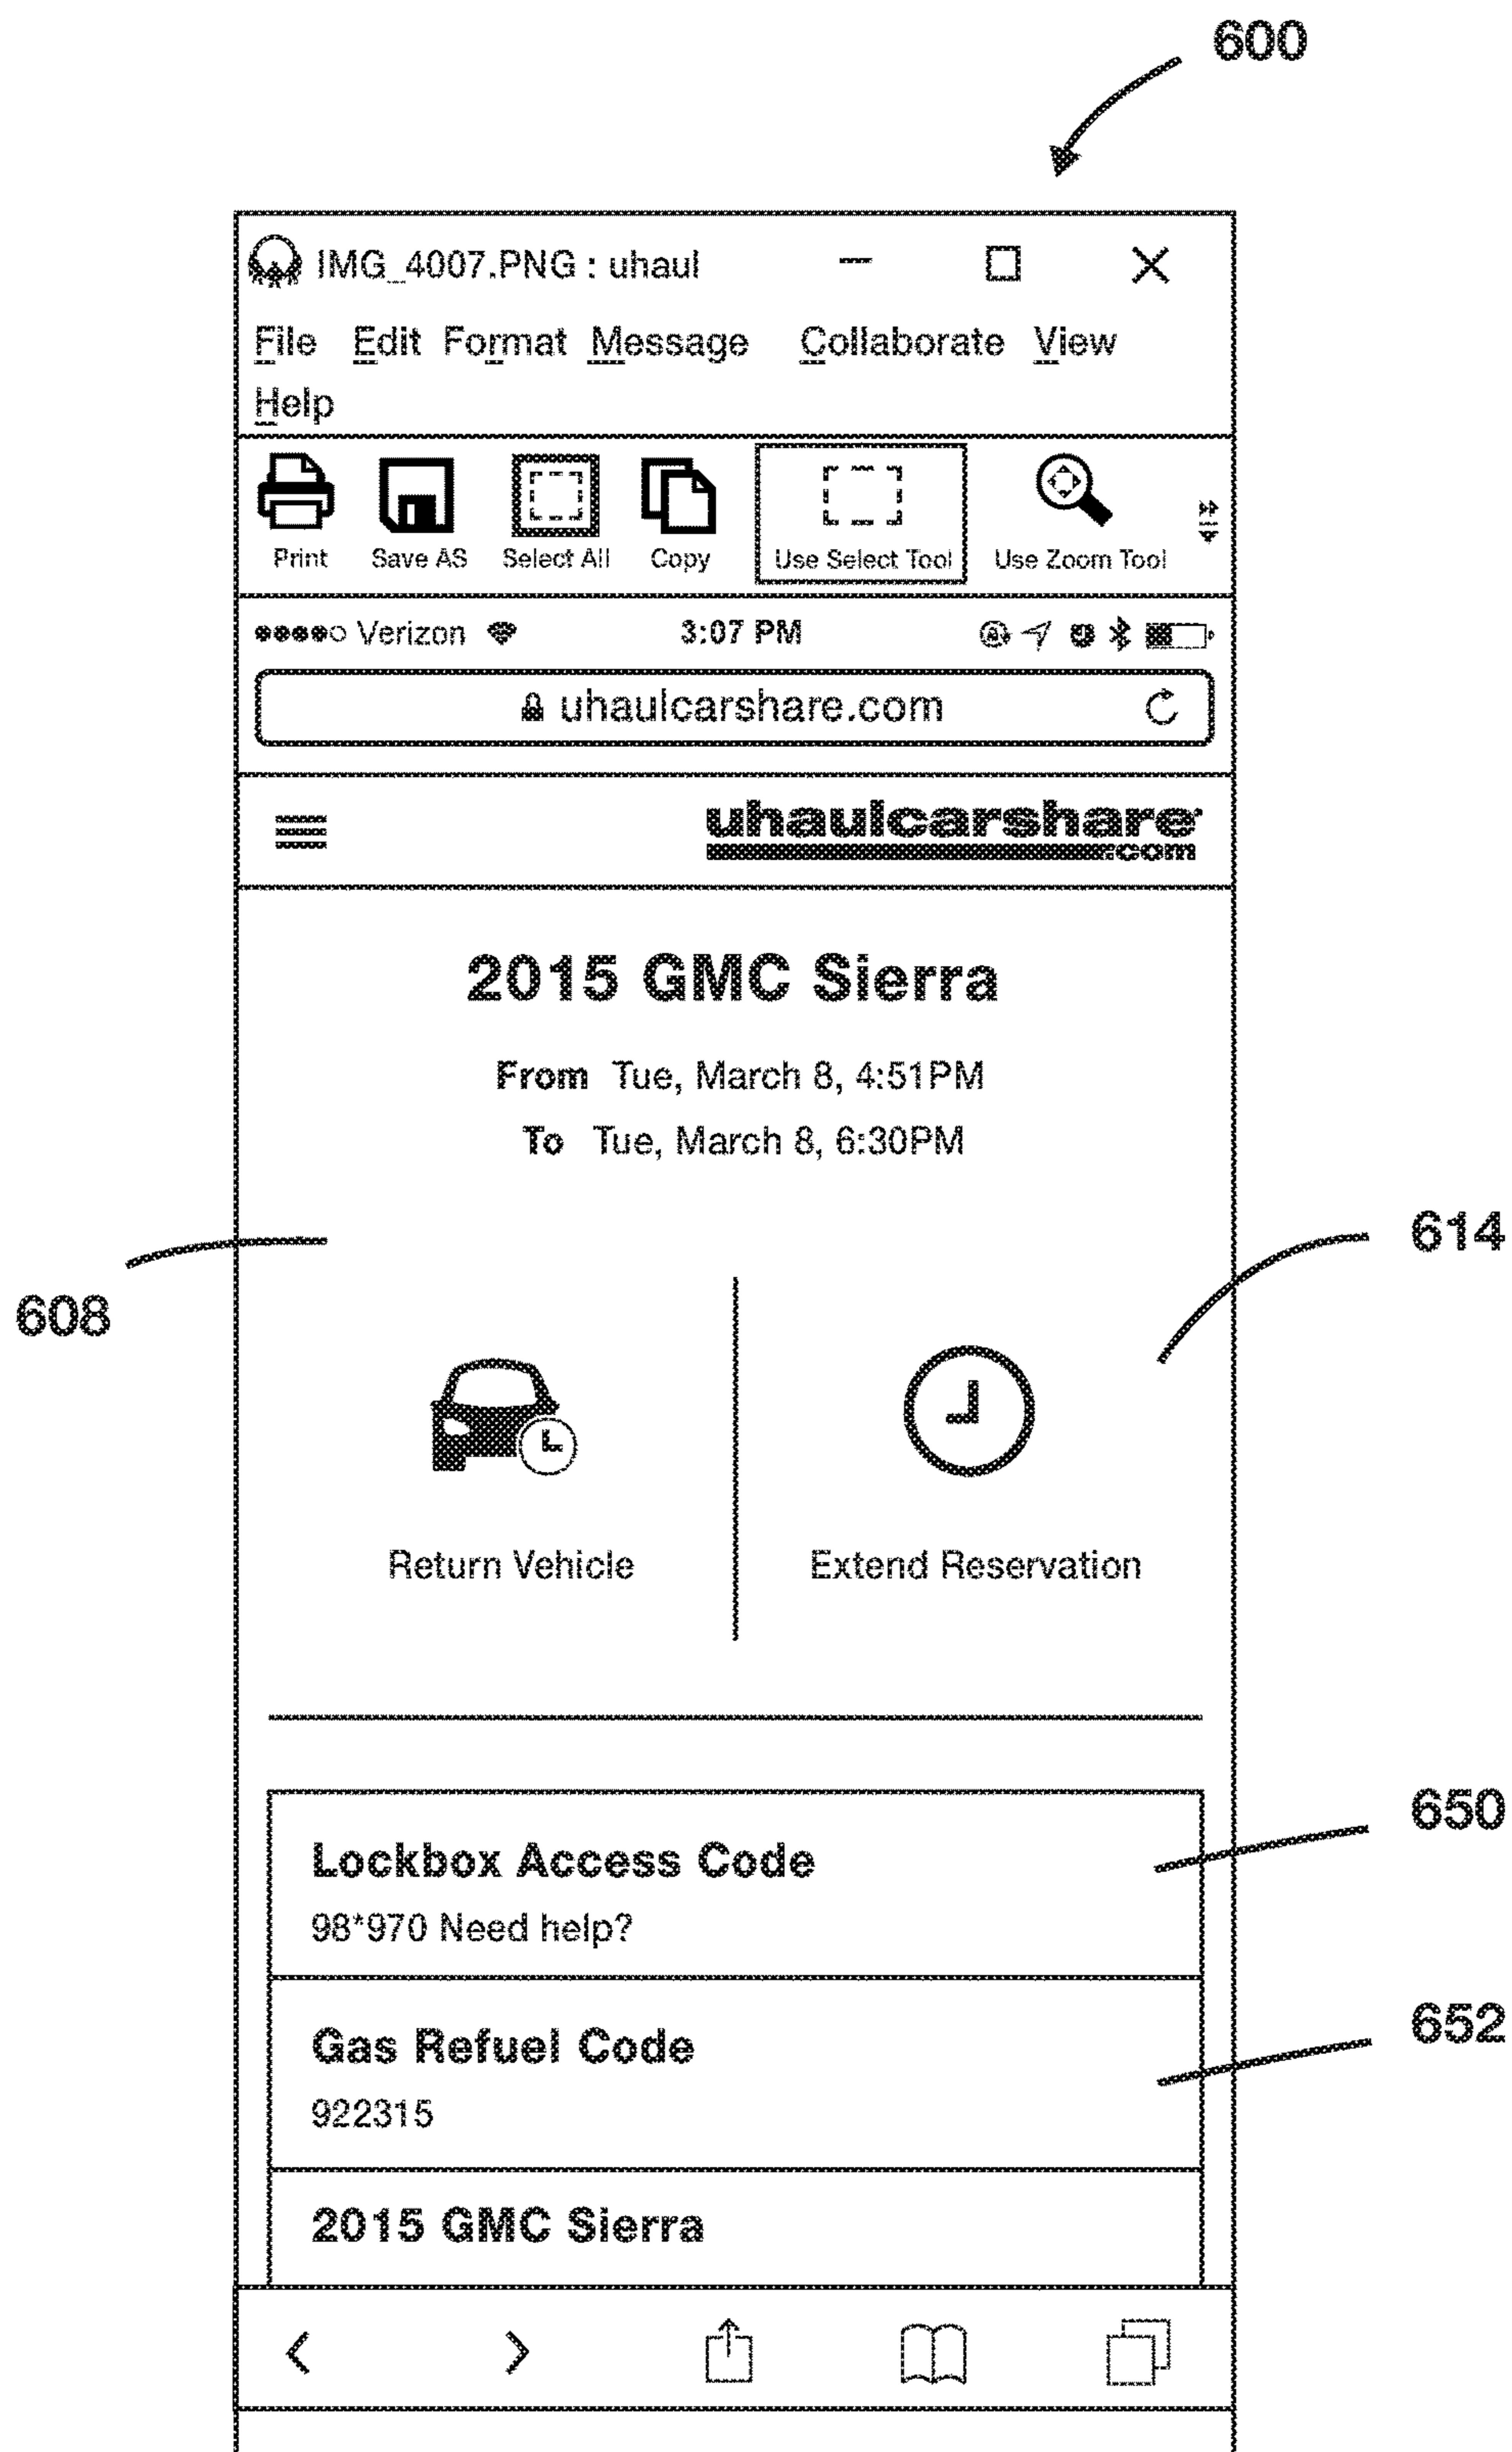 600
IMG_4007.PNG : uhaul
File Edit Format Message Collaborate View
Help
Print Save AS Select All Copy Use Select Tool Use Zoom Tool
Verizon 3:07 PM
uhaulcarshare.com
uhaulcarshare
.com
2015 GMC Sierra
From Tue, March 8, 4:51PM
To Tue, March 8, 6:30PM
608
614
Return Vehicle Extend Reservation
650
Lockbox Access Code
98*970 Need help?
652
Gas Refuel Code
922315
2015 GMC Sierra